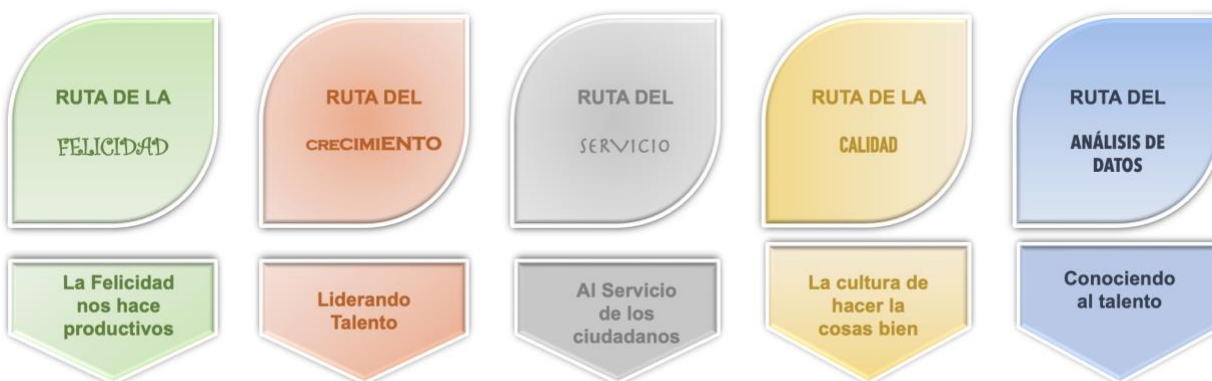 RUTA DE LA
FELICIDAD
RUTA DEL
CRECIMIENTO
RUTA DEL
SERVICIO
RUTA DE LA
CALIDAD
RUTA DEL
ANÁLISIS DE
DATOS
La Felicidad
nos hace
productivos
Liderando
Talento
Al Servicio
de los
ciudadanos
La cultura de
hacer la
cosas bien
Conociendo
al talento